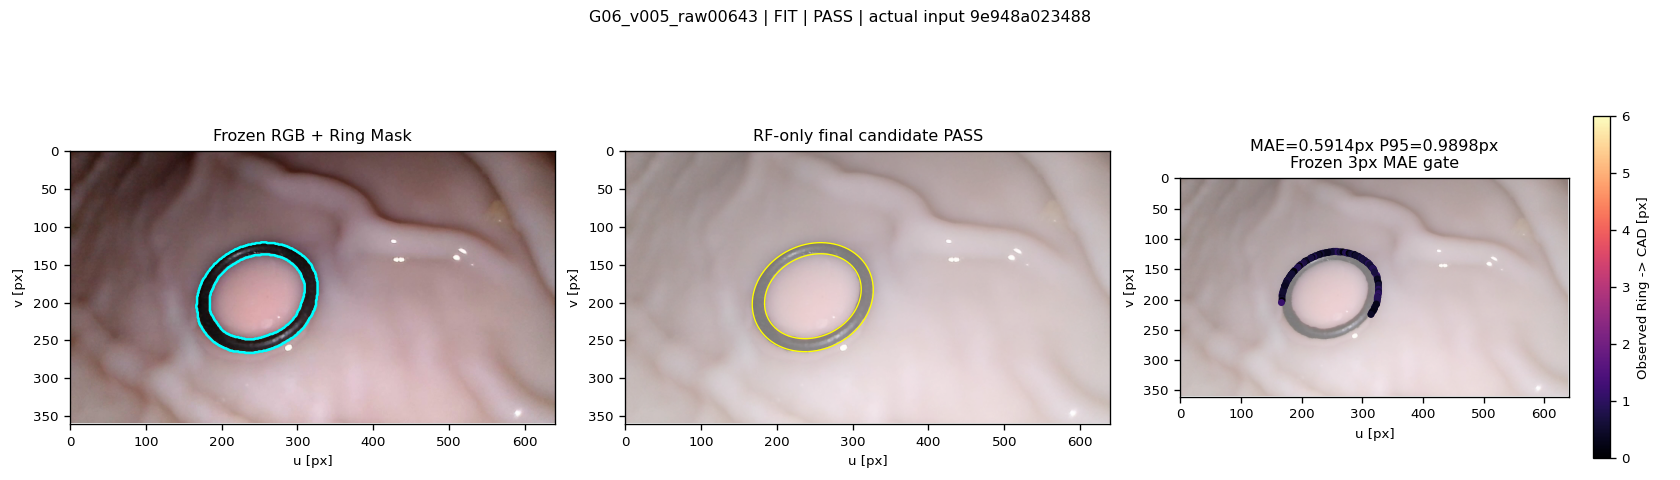 G06_v005_raw00643 | FIT | PASS | actual input 9e948a023488
Frozen RGB + Ring Mask
0
50
100
150
200
250
300
350
v [px]
0 100 200 300 400 500 600
u [px]
RF-only final candidate PASS
0
50
100
150
200
250
300
350
v [px]
0 100 200 300 400 500 600
u [px]
MAE=0.5914px P95=0.9898px
Frozen 3px MAE gate
0
50
100
150
200
250
300
350
v [px]
0 100 200 300 400 500 600
u [px]
6
5
4
3
2
1
0
Observed Ring -> CAD [px]